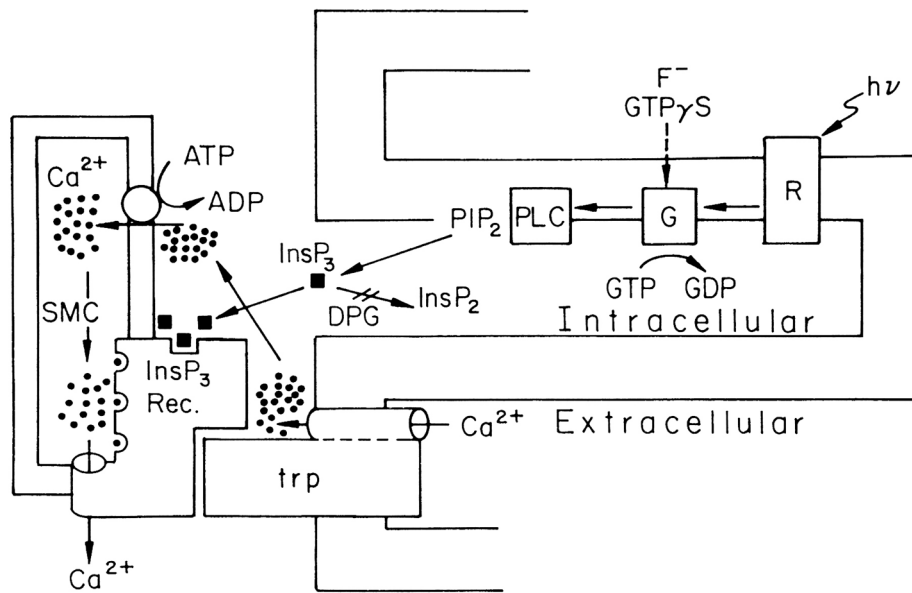 F⁻
GTPγS
hν
ATP
ADP
Ca²⁺
R
PLC
G
PIP₂
InsP₃
GTP
GDP
InsP₂
DPG
SMC
Intracellular
InsP₃
Rec.
Ca²⁺
Extracellular
trp
Ca²⁺